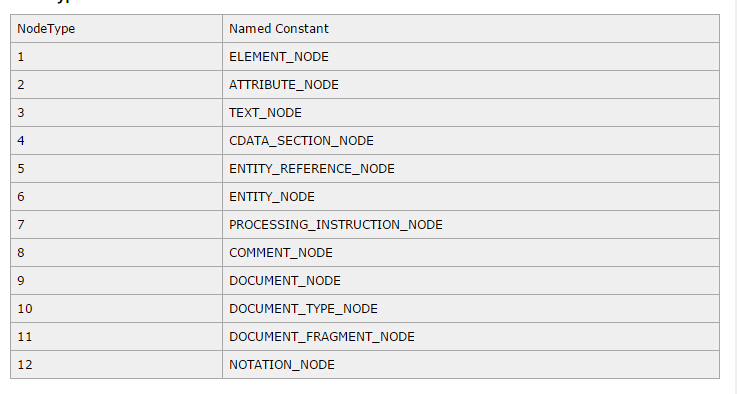 NodeType Named Constant
1 ELEMENT_NODE
2 ATTRIBUTE_NODE
3 TEXT_NODE
4 CDATA_SECTION_NODE
5 ENTITY_REFERENCE_NODE
6 ENTITY_NODE
7 PROCESSING_INSTRUCTION_NODE
8 COMMENT_NODE
9 DOCUMENT_NODE
10 DOCUMENT_TYPE_NODE
11 DOCUMENT_FRAGMENT_NODE
12 NOTATION_NODE